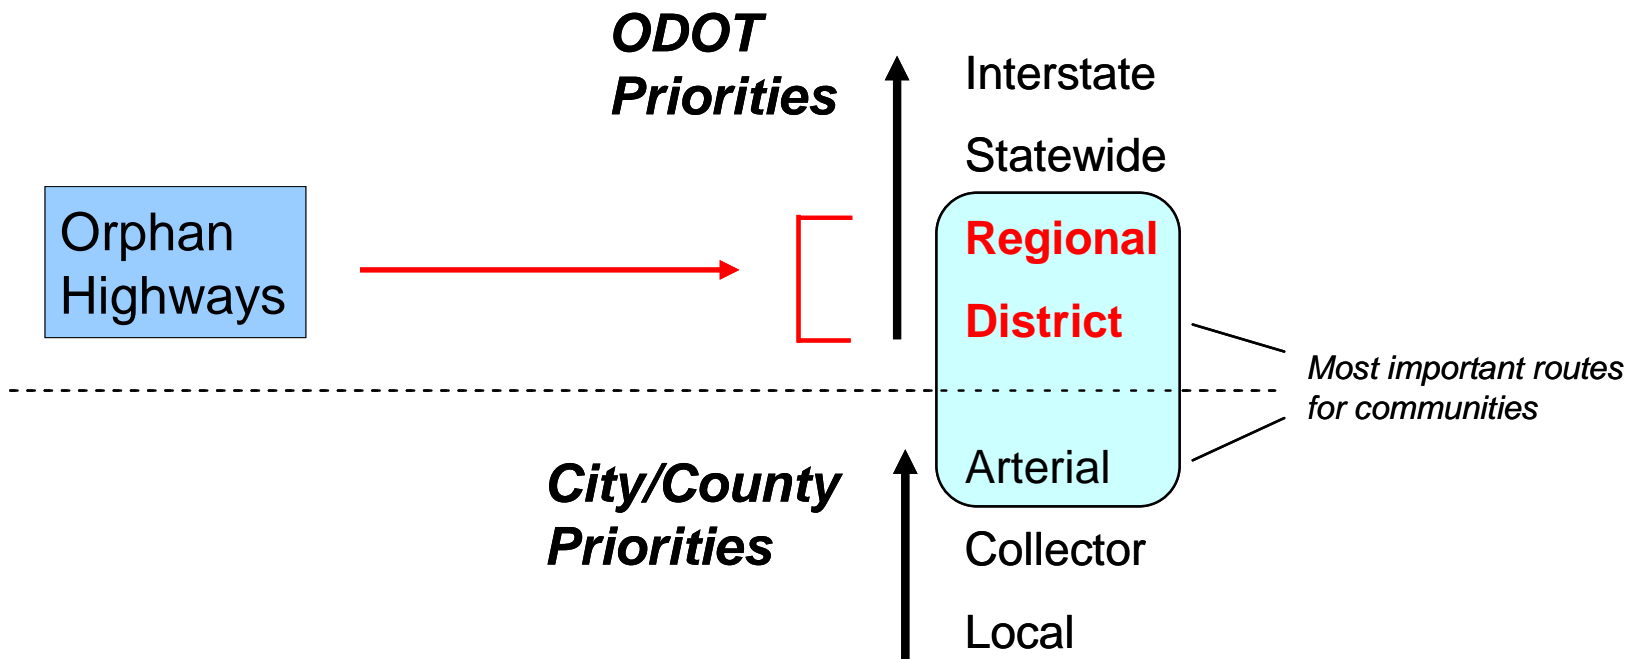 ODOT
Priorities
Interstate
Statewide
Orphan
Highways
Regional
District
Most important routes
for communities
City/County
Priorities
Arterial
Collector
Local